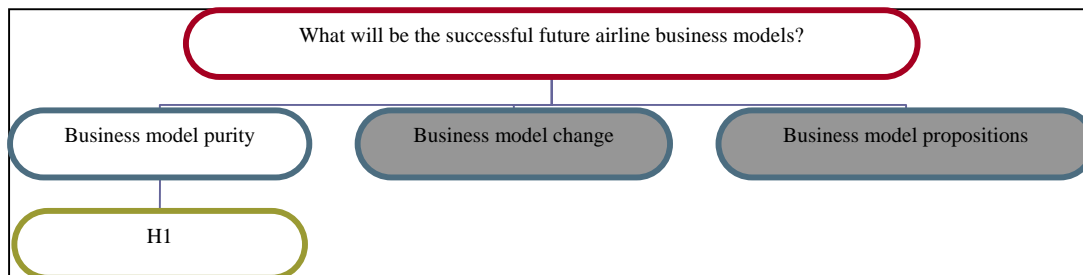 What will be the successful future airline business models?
Business model purity
Business model change
Business model propositions
H1